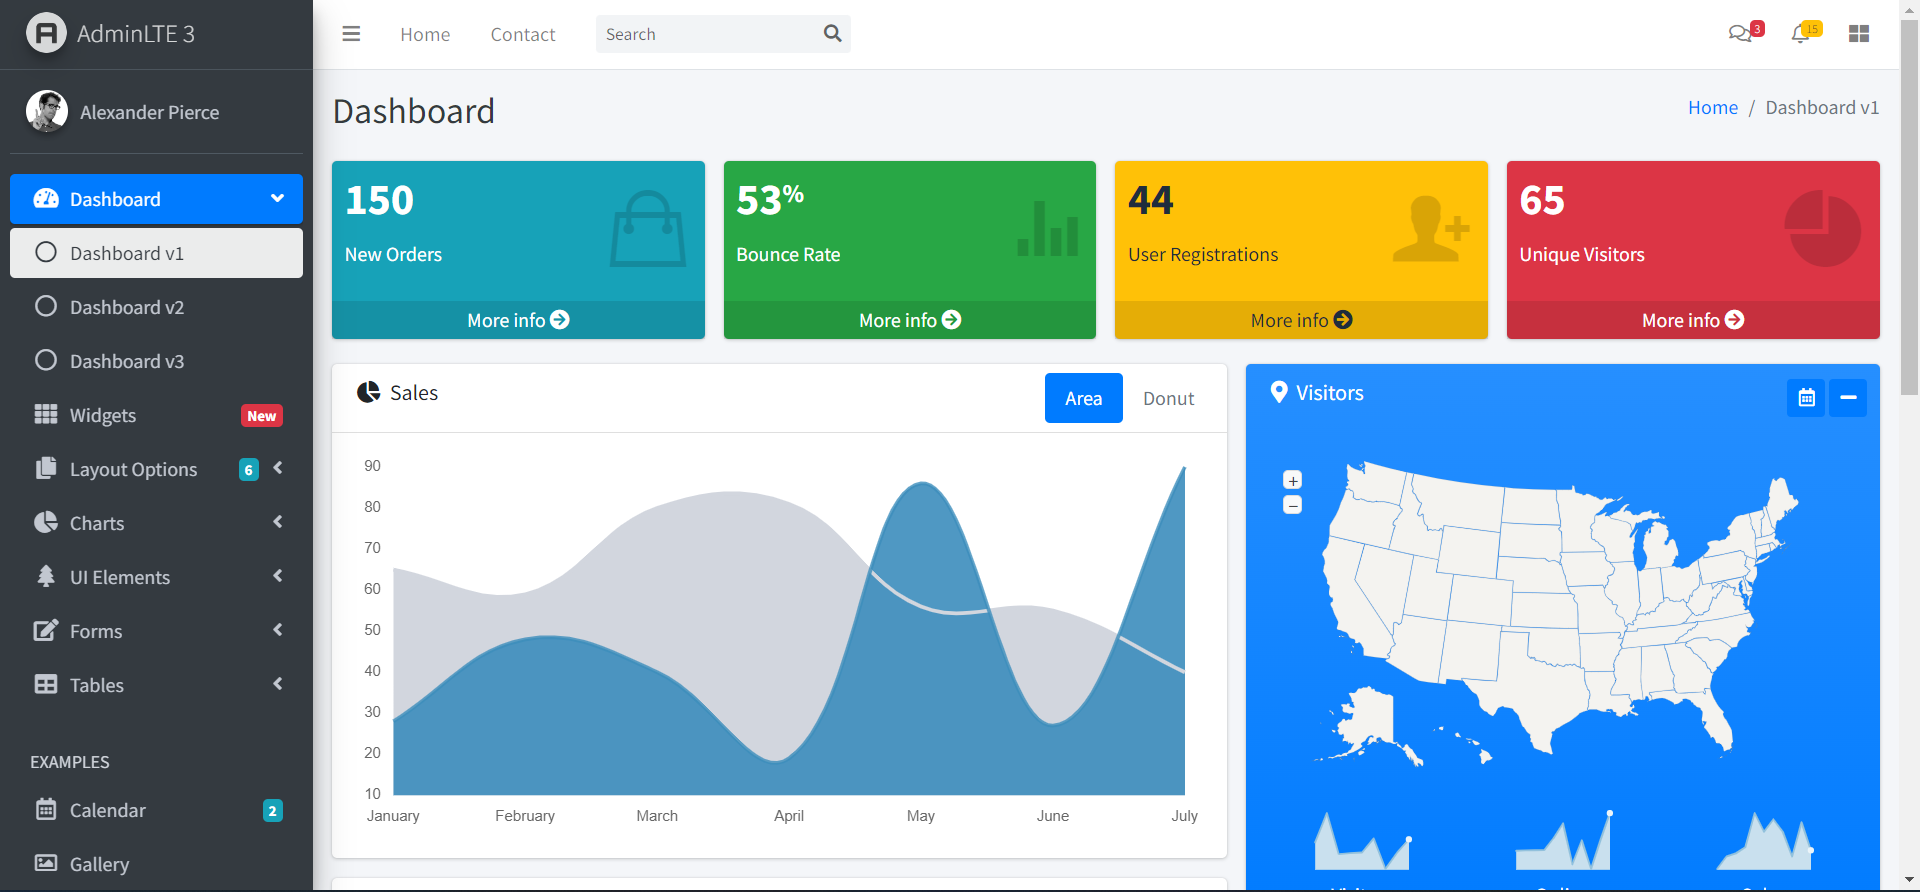 AdminLTE 3
Home
Contact
Search
3
15
Alexander Pierce
Dashboard
Dashboard v1
Dashboard v2
Dashboard v3
Widgets New
Layout Options 6
Charts
UI Elements
Forms
Tables
EXAMPLES
Calendar 2
Gallery
Dashboard
Home / Dashboard v1
150
New Orders
More info
53%
Bounce Rate
More info
44
User Registrations
More info
65
Unique Visitors
More info
Sales
Area
Donut
90
80
70
60
50
40
30
20
10
January February March April May June July
Visitors
+
−